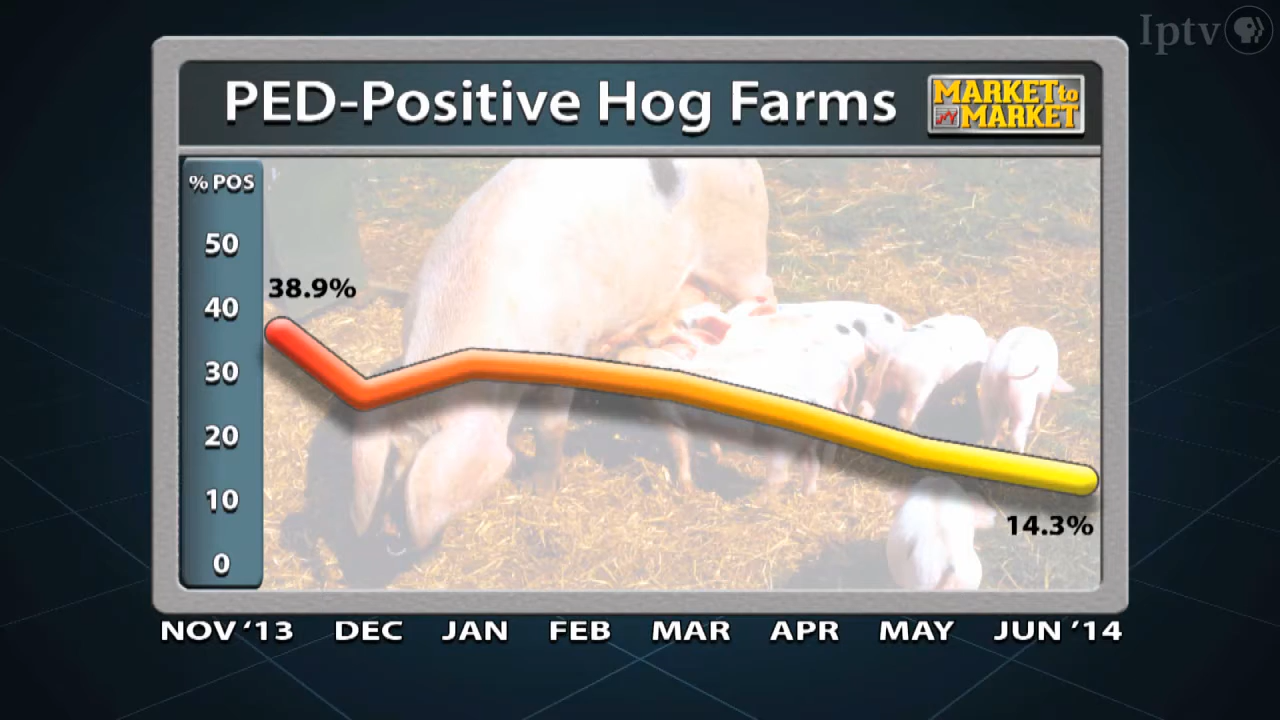 Iptv
PED-Positive Hog Farms
MARKET to
MARKET
% POS
50
40
30
20
10
0
38.9%
14.3%
NOV ‘13 DEC JAN FEB MAR APR MAY JUN ‘14